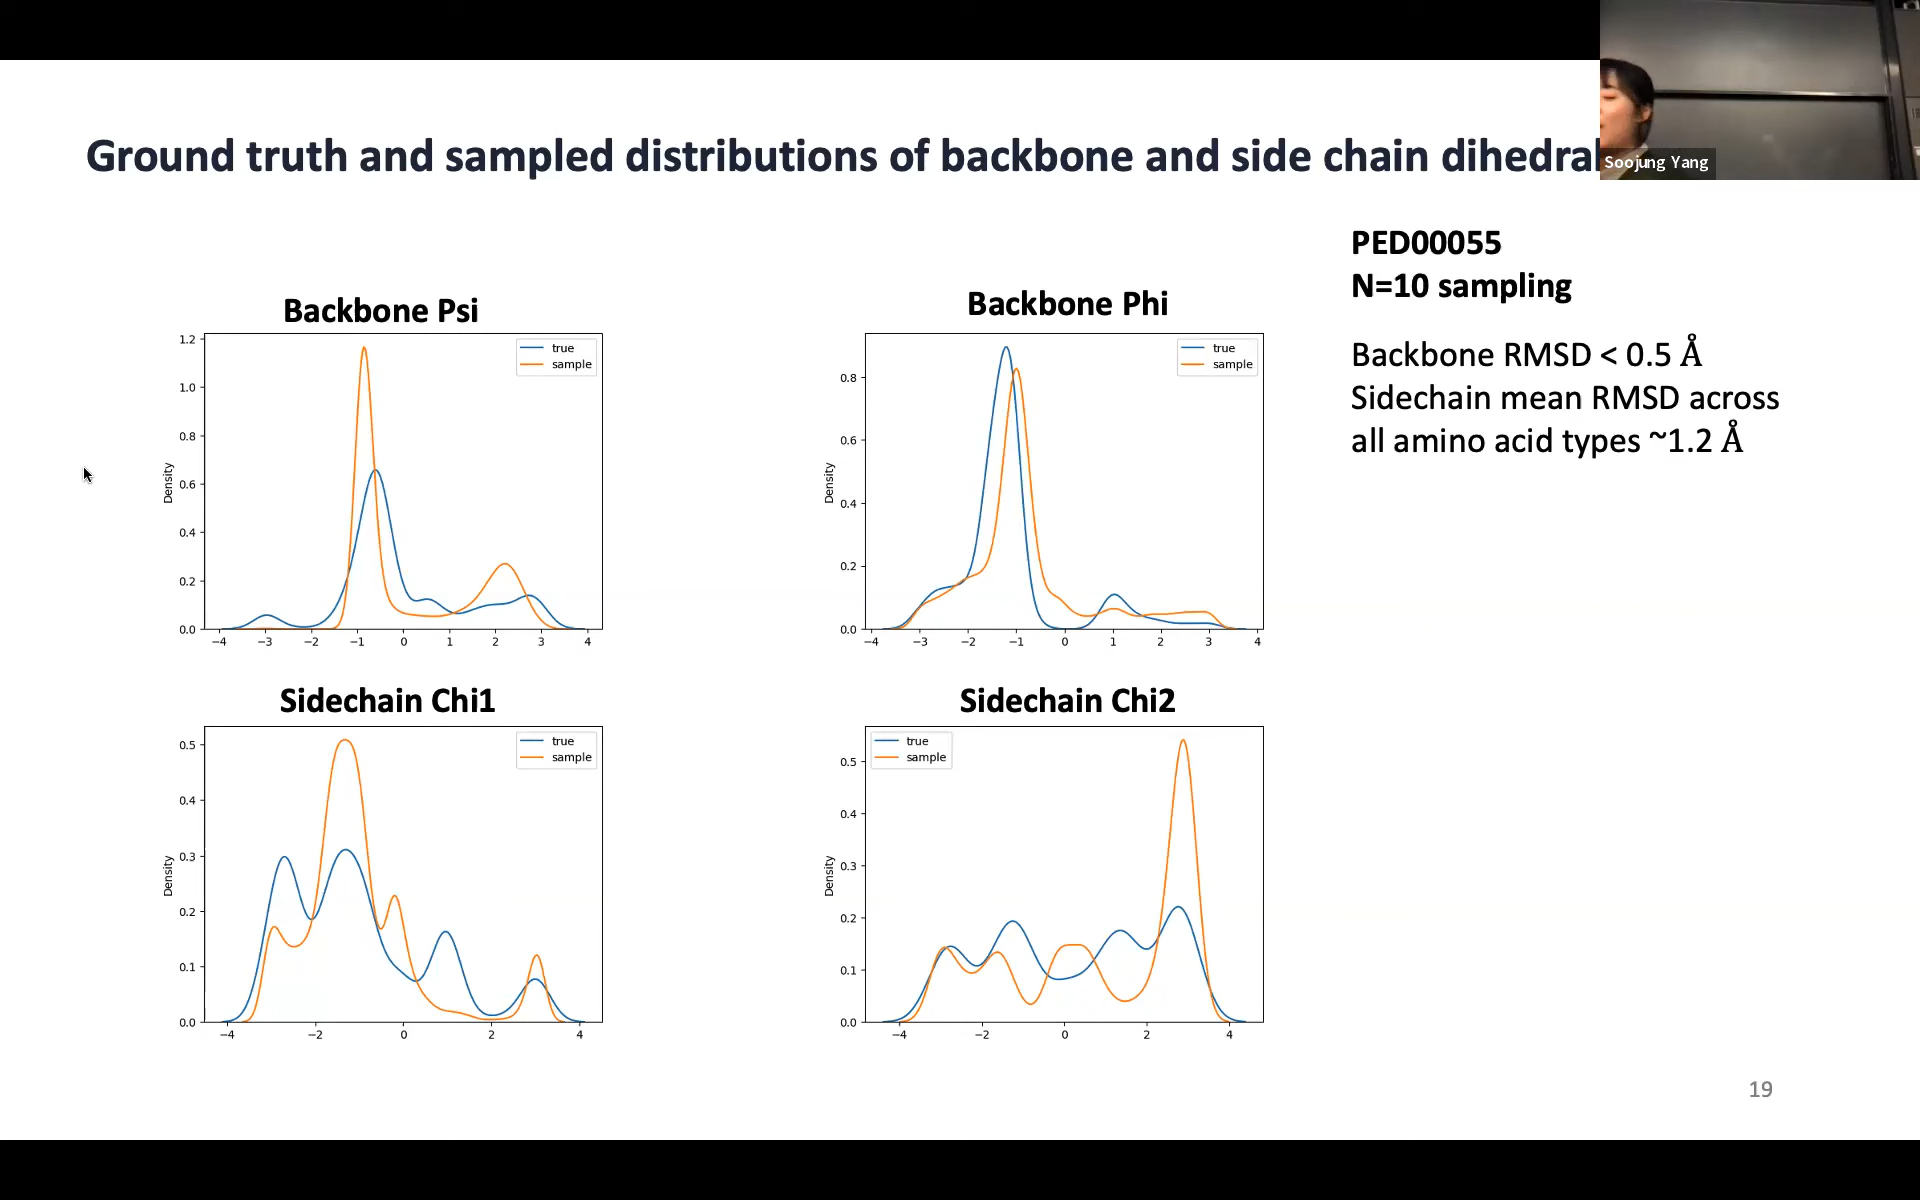 Ground truth and sampled distributions of backbone and side chain dihedral
Soojung Yang
PED00055
N=10 sampling
Backbone RMSD < 0.5 Å
Sidechain mean RMSD across
all amino acid types ~1.2 Å
Backbone Psi
true
sample
Density
1.2
1.0
0.8
0.6
0.4
0.2
0.0
−4 −3 −2 −1 0 1 2 3 4
Backbone Phi
true
sample
Density
0.8
0.6
0.4
0.2
0.0
−4 −3 −2 −1 0 1 2 3 4
Sidechain Chi1
true
sample
Density
0.5
0.4
0.3
0.2
0.1
0.0
−4 −2 0 2 4
Sidechain Chi2
true
sample
Density
0.5
0.4
0.3
0.2
0.1
0.0
−4 −2 0 2 4
19